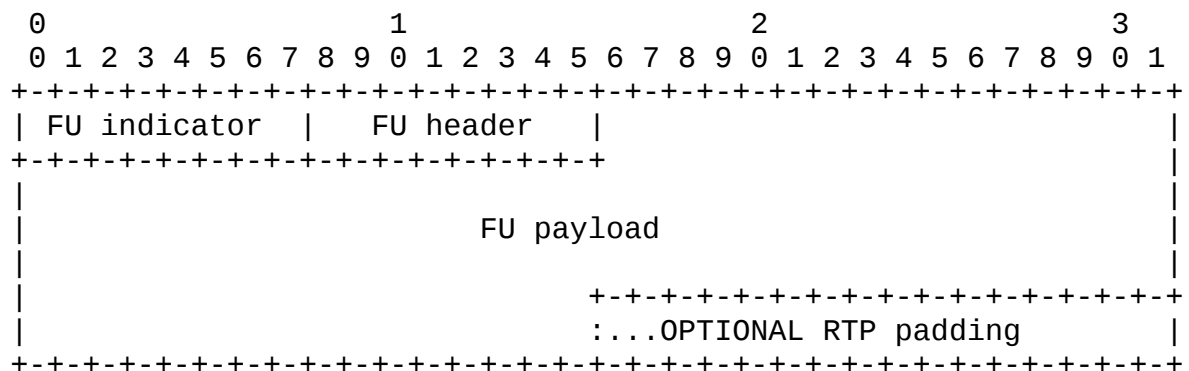 0                   1                   2                   3
 0 1 2 3 4 5 6 7 8 9 0 1 2 3 4 5 6 7 8 9 0 1 2 3 4 5 6 7 8 9 0 1
+-+-+-+-+-+-+-+-+-+-+-+-+-+-+-+-+-+-+-+-+-+-+-+-+-+-+-+-+-+-+-+-+
| FU indicator  |   FU header   |                               |
+-+-+-+-+-+-+-+-+-+-+-+-+-+-+-+-+                               |
|                                                               |
|                         FU payload                            |
|                                                               |
|                               +-+-+-+-+-+-+-+-+-+-+-+-+-+-+-+-+
|                               :...OPTIONAL RTP padding        |
+-+-+-+-+-+-+-+-+-+-+-+-+-+-+-+-+-+-+-+-+-+-+-+-+-+-+-+-+-+-+-+-+